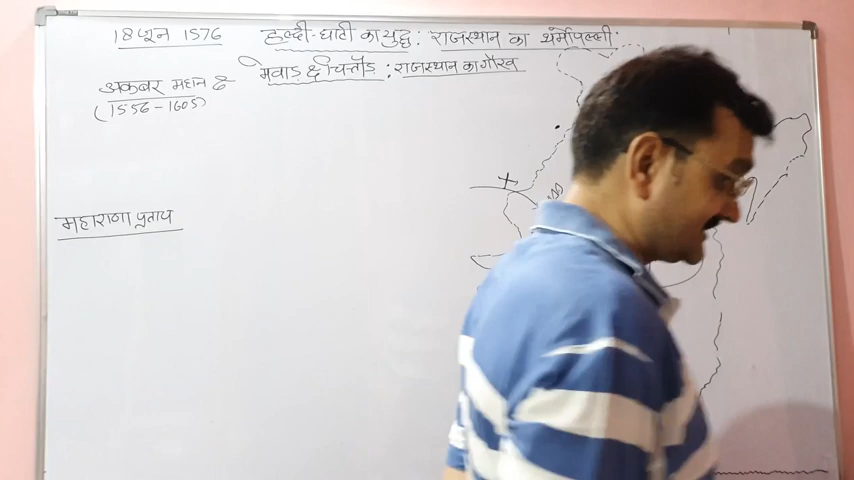 18 जून 1576 हल्दी-घाटी का युद्ध : राजस्थान का थर्मोपल्ली :
मेवाड़ & चित्तौड़ : राजस्थान का गौरव
अकबर महान &
(1556-1605)
महाराणा प्रताप